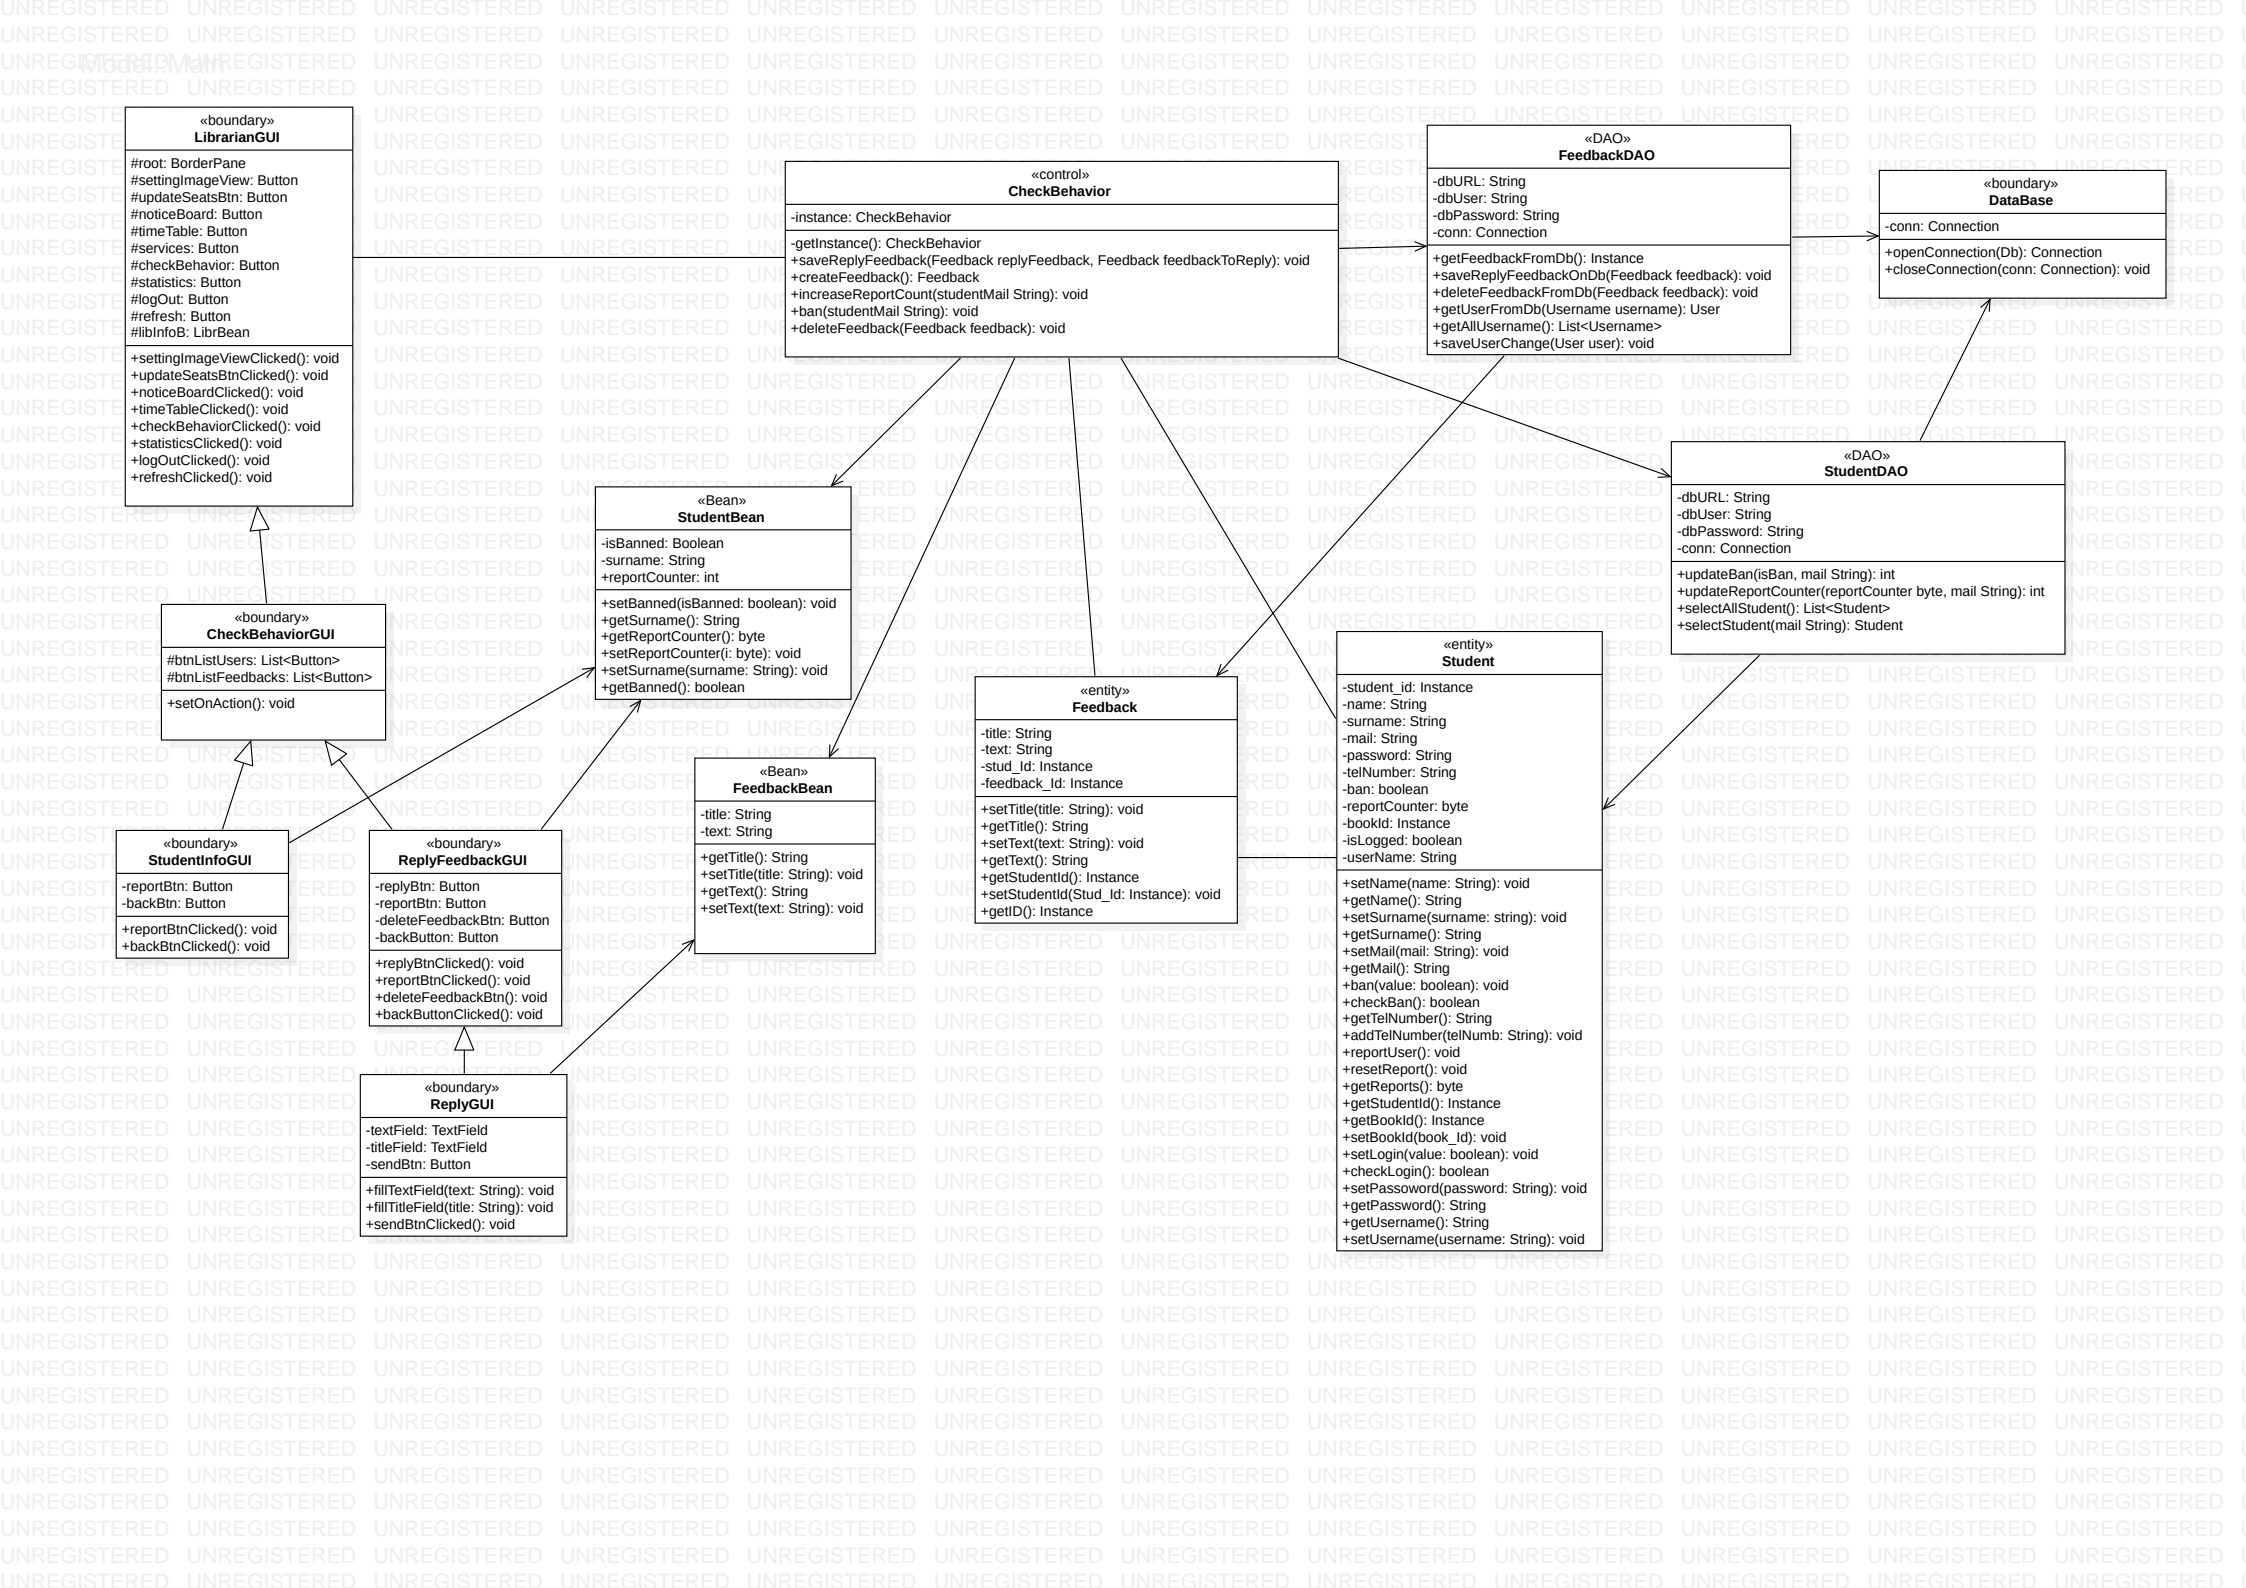 Model::Main
«boundary»
LibrarianGUI
#root: BorderPane
#settingImageView: Button
#updateSeatsBtn: Button
#noticeBoard: Button
#timeTable: Button
#services: Button
#checkBehavior: Button
#statistics: Button
#logOut: Button
#refresh: Button
#libInfoB: LibrBean
+settingImageViewClicked(): void
+updateSeatsBtnClicked(): void
+noticeBoardClicked(): void
+timeTableClicked(): void
+checkBehaviorClicked(): void
+statisticsClicked(): void
+logOutClicked(): void
+refreshClicked(): void
«control»
CheckBehavior
-instance: CheckBehavior
-getInstance(): CheckBehavior
+saveReplyFeedback(Feedback replyFeedback, Feedback feedbackToReply): void
+createFeedback(): Feedback
+increaseReportCount(studentMail String): void
+ban(studentMail String): void
+deleteFeedback(Feedback feedback): void
«DAO»
FeedbackDAO
-dbURL: String
-dbUser: String
-dbPassword: String
-conn: Connection
+getFeedbackFromDb(): Instance
+saveReplyFeedbackOnDb(Feedback feedback): void
+deleteFeedbackFromDb(Feedback feedback): void
+getUserFromDb(Username username): User
+getAllUsername(): List<Username>
+saveUserChange(User user): void
«boundary»
DataBase
-conn: Connection
+openConnection(Db): Connection
+closeConnection(conn: Connection): void
«DAO»
StudentDAO
-dbURL: String
-dbUser: String
-dbPassword: String
-conn: Connection
+updateBan(isBan, mail String): int
+updateReportCounter(reportCounter byte, mail String): int
+selectAllStudent(): List<Student>
+selectStudent(mail String): Student
«Bean»
StudentBean
-isBanned: Boolean
-surname: String
+reportCounter: int
+setBanned(isBanned: boolean): void
+getSurname(): String
+getReportCounter(): byte
+setReportCounter(i: byte): void
+setSurname(surname: String): void
+getBanned(): boolean
«boundary»
CheckBehaviorGUI
#btnListUsers: List<Button>
#btnListFeedbacks: List<Button>
+setOnAction(): void
«entity»
Student
-student_id: Instance
-name: String
-surname: String
-mail: String
-password: String
-telNumber: String
-ban: boolean
-reportCounter: byte
-bookId: Instance
-isLogged: boolean
-userName: String
+setName(name: String): void
+getName(): String
+setSurname(surname: string): void
+getSurname(): String
+setMail(mail: String): void
+getMail(): String
+ban(value: boolean): void
+checkBan(): boolean
+getTelNumber(): String
+addTelNumber(telNumb: String): void
+reportUser(): void
+resetReport(): void
+getReports(): byte
+getStudentId(): Instance
+getBookId(): Instance
+setBookId(book_Id): void
+setLogin(value: boolean): void
+checkLogin(): boolean
+setPassoword(password: String): void
+getPassword(): String
+getUsername(): String
+setUsername(username: String): void
«entity»
Feedback
-title: String
-text: String
-stud_Id: Instance
-feedback_Id: Instance
+setTitle(title: String): void
+getTitle(): String
+setText(text: String): void
+getText(): String
+getStudentId(): Instance
+setStudentId(Stud_Id: Instance): void
+getID(): Instance
«Bean»
FeedbackBean
-title: String
-text: String
+getTitle(): String
+setTitle(title: String): void
+getText(): String
+setText(text: String): void
«boundary»
StudentInfoGUI
-reportBtn: Button
-backBtn: Button
+reportBtnClicked(): void
+backBtnClicked(): void
«boundary»
ReplyFeedbackGUI
-replyBtn: Button
-reportBtn: Button
-deleteFeedbackBtn: Button
-backButton: Button
+replyBtnClicked(): void
+reportBtnClicked(): void
+deleteFeedbackBtn(): void
+backButtonClicked(): void
«boundary»
ReplyGUI
-textField: TextField
-titleField: TextField
-sendBtn: Button
+fillTextField(text: String): void
+fillTitleField(title: String): void
+sendBtnClicked(): void
UNREGISTERED